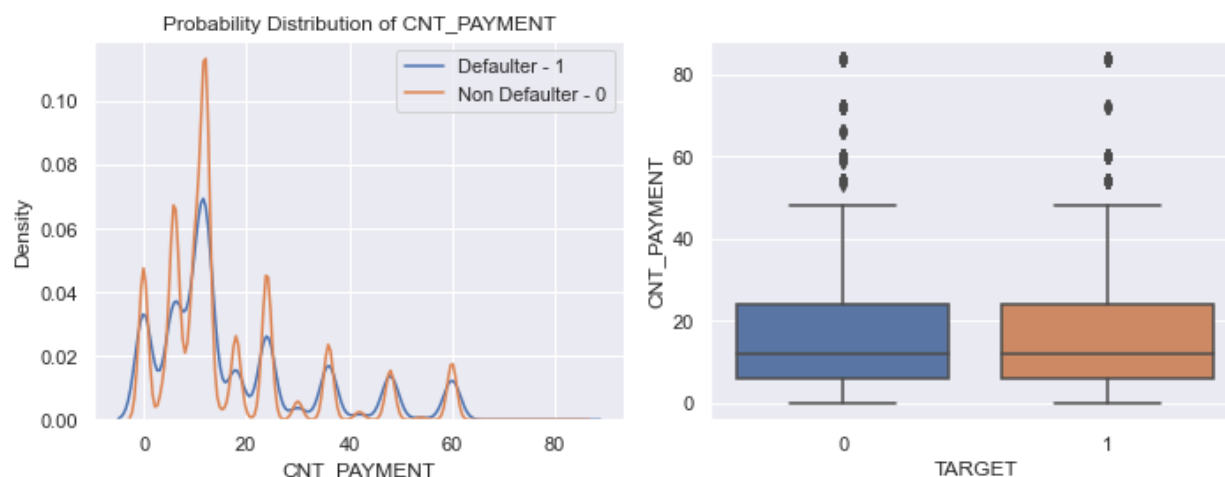 Probability Distribution of CNT_PAYMENT
Defaulter - 1
Non Defaulter - 0
Density
0.10
0.08
0.06
0.04
0.02
0.00
0 20 40 60 80
CNT_PAYMENT
CNT_PAYMENT
80
60
40
20
0
0 1
TARGET